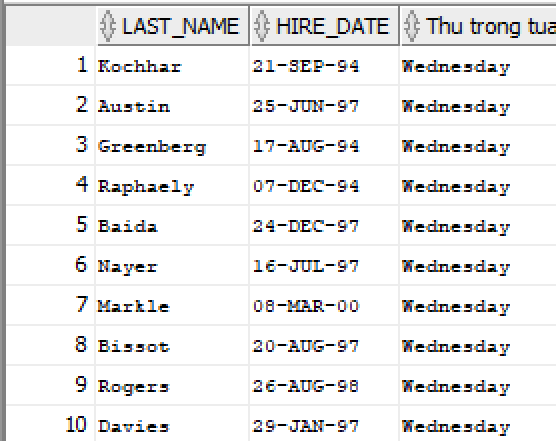 LAST_NAME HIRE_DATE Thu trong tua
1 Kochhar 21-SEP-94 Wednesday
2 Austin 25-JUN-97 Wednesday
3 Greenberg 17-AUG-94 Wednesday
4 Raphaely 07-DEC-94 Wednesday
5 Baida 24-DEC-97 Wednesday
6 Nayer 16-JUL-97 Wednesday
7 Markle 08-MAR-00 Wednesday
8 Bissot 20-AUG-97 Wednesday
9 Rogers 26-AUG-98 Wednesday
10 Davies 29-JAN-97 Wednesday